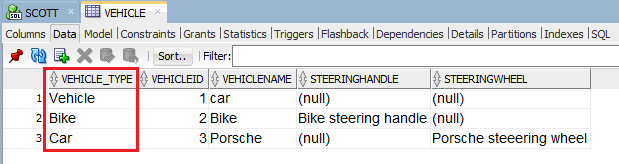 SQL SCOTT VEHICLE
Columns Data Model Constraints Grants Statistics Triggers Flashback Dependencies Details Partitions Indexes SQL
Sort.. Filter:
VEHICLE_TYPE VEHICLEID VEHICLENAME STEERINGHANDLE STEERINGWHEEL
1 Vehicle 1 car (null) (null)
2 Bike 2 Bike Bike steering handle (null)
3 Car 3 Porsche (null) Porsche steeering wheel